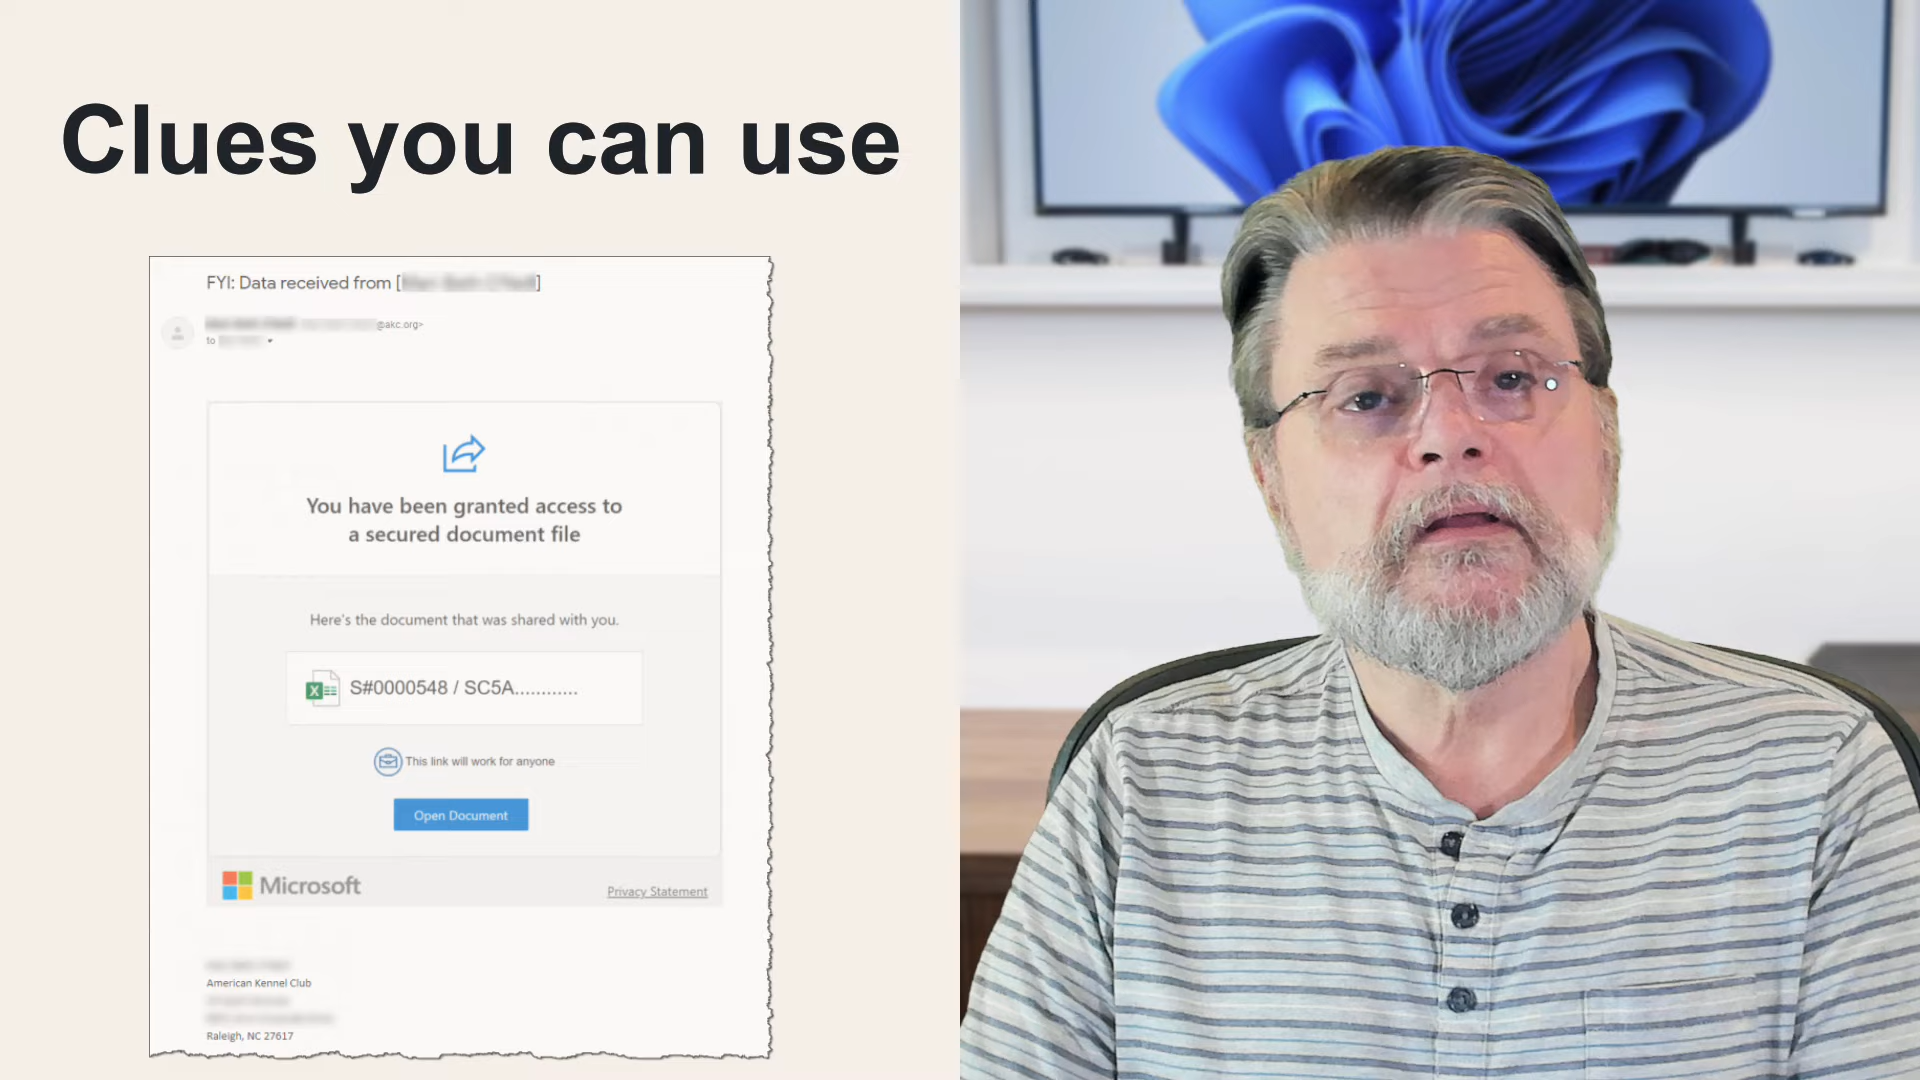 Clues you can use
FYI: Data received from [ ]
@akc.org>
to
You have been granted access to
a secured document file
Here's the document that was shared with you.
S#0000548 / SC5A............
This link will work for anyone
Open Document
Microsoft
Privacy Statement
American Kennel Club
Raleigh, NC 27617